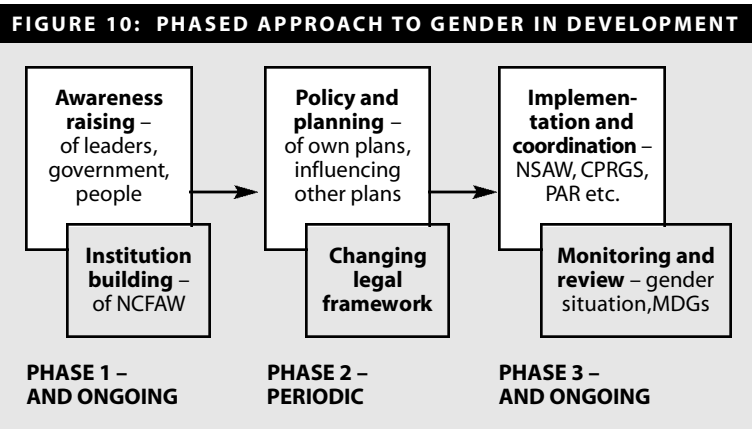 FIGURE 10: PHASED APPROACH TO GENDER IN DEVELOPMENT
Awareness
raising –
of leaders,
government,
people
Institution
building –
of NCFAW
PHASE 1 –
AND ONGOING
Policy and
planning –
of own plans,
influencing
other plans
Changing
legal
framework
PHASE 2 –
PERIODIC
Implemen-
tation and
coordination –
NSAW, CPRGS,
PAR etc.
Monitoring and
review – gender
situation,MDGs
PHASE 3 –
AND ONGOING